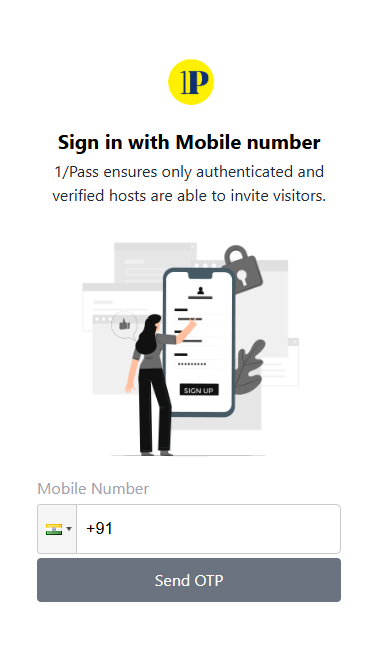 1P
Sign in with Mobile number
1/Pass ensures only authenticated and
verified hosts are able to invite visitors.
SIGN UP
Mobile Number
+91
Send OTP